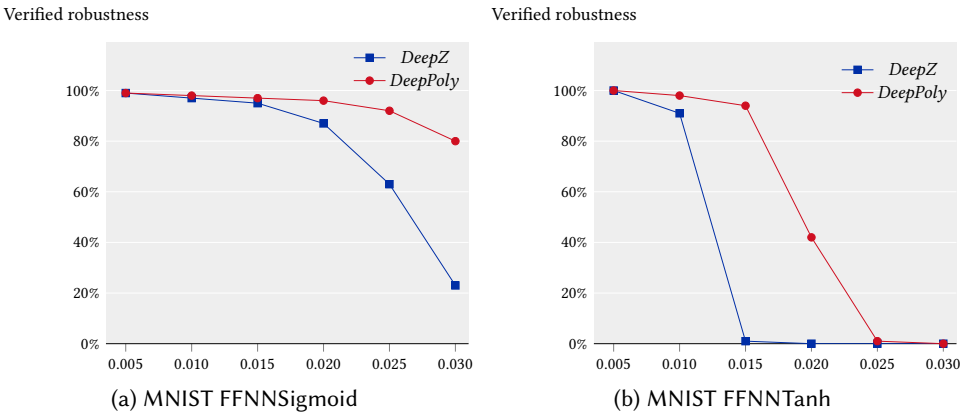 Verified robustness
DeepZ
DeepPoly
100%
80%
60%
40%
20%
0%
0.005 0.010 0.015 0.020 0.025 0.030
(a) MNIST FFNNSigmoid
Verified robustness
DeepZ
DeepPoly
100%
80%
60%
40%
20%
0%
0.005 0.010 0.015 0.020 0.025 0.030
(b) MNIST FFNNTanh